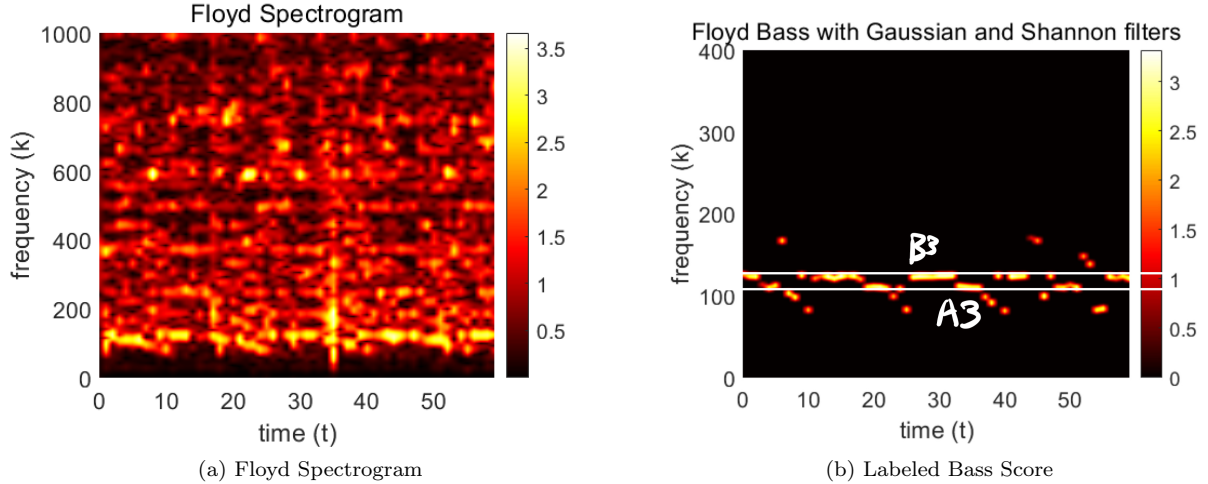 Floyd Spectrogram
1000
800
600
400
200
0
frequency (k)
0 10 20 30 40 50
time (t)
3.5
3
2.5
2
1.5
1
0.5
(a) Floyd Spectrogram
Floyd Bass with Gaussian and Shannon filters
400
300
200
100
0
frequency (k)
B3
A3
0 10 20 30 40 50
time (t)
3
2.5
2
1.5
1
0.5
0
(b) Labeled Bass Score